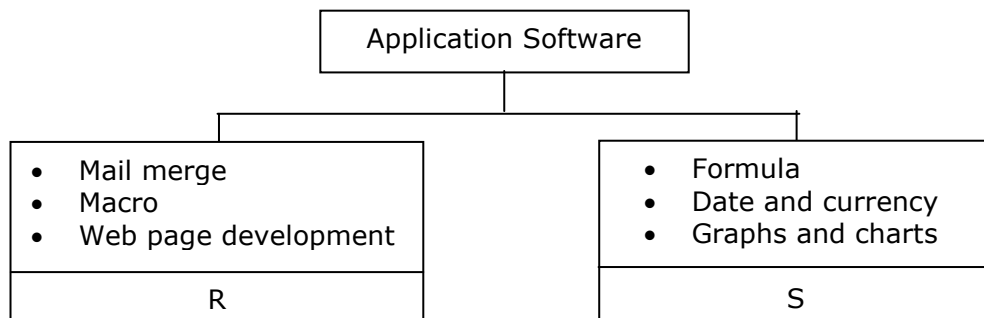 Application Software
• Mail merge
• Macro
• Web page development
R
• Formula
• Date and currency
• Graphs and charts
S